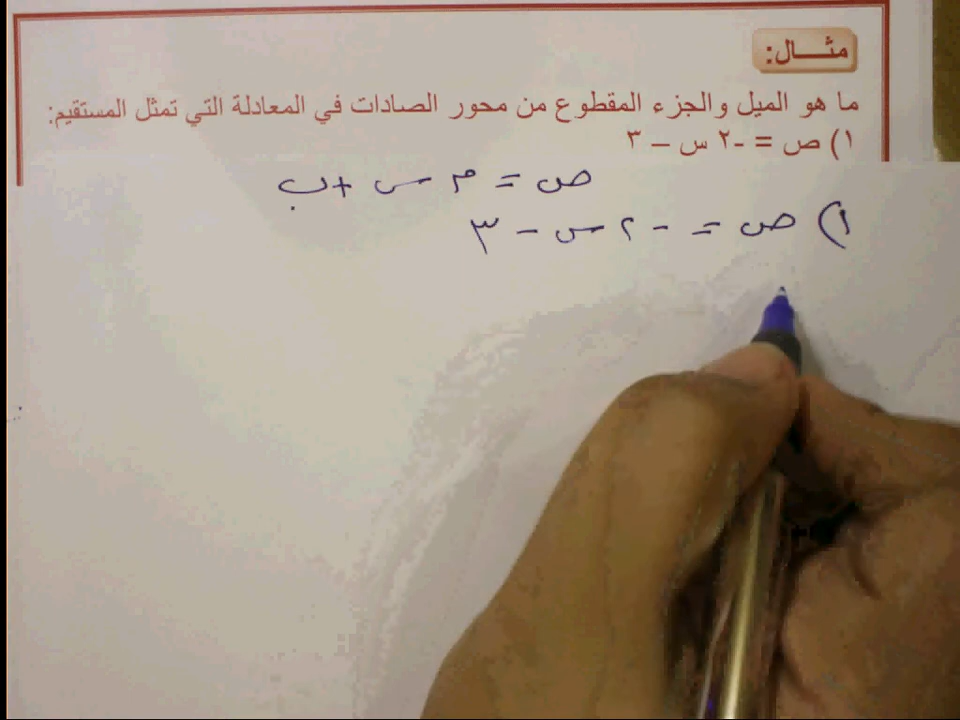 مثـــال:
ما هو الميل والجزء المقطوع من محور الصادات في المعادلة التي تمثل المستقيم:
١) ص = -٢ س – ٣
ص = م س + ب
١) ص = - ٢ س - ٣